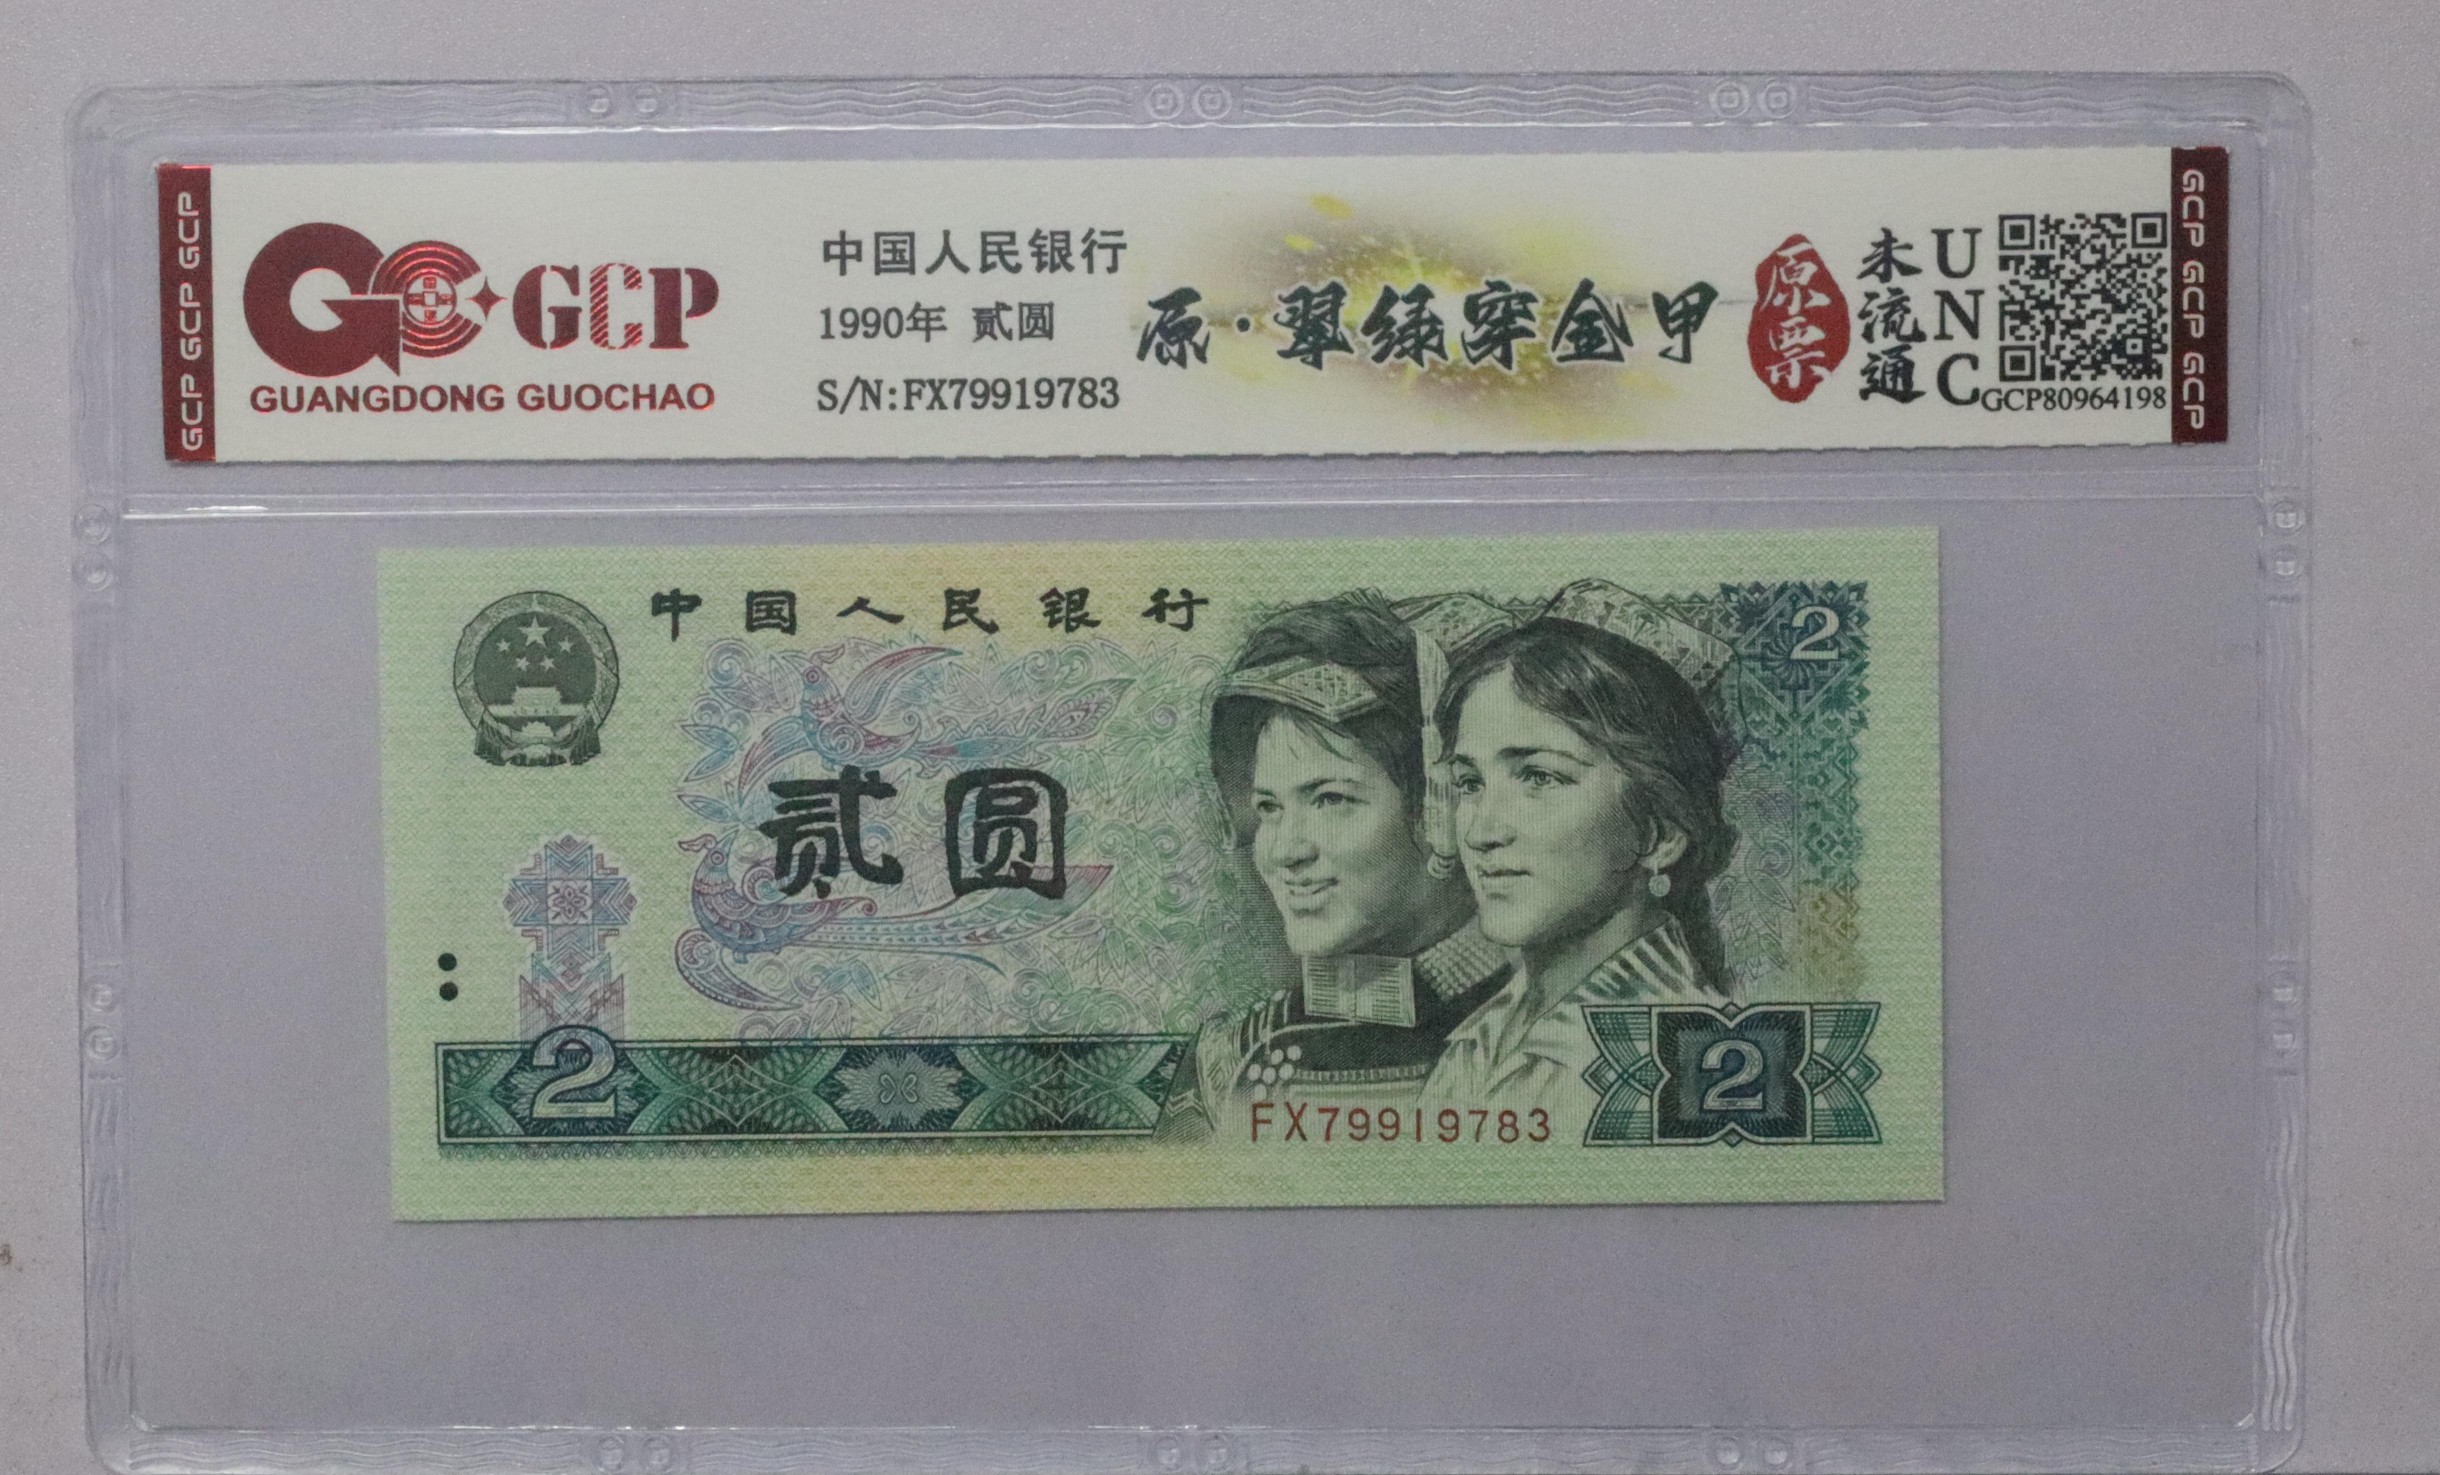 GCP GCP GCP
GCP
GUANGDONG GUOCHAO
中国人民银行
1990年 贰圆
S/N:FX79919783
原·翠绿穿金甲
原票
未流通
UNC
GCP80964198
GCP GCP GCP
中国人民银行
2
贰圆
2
FX79919783
2